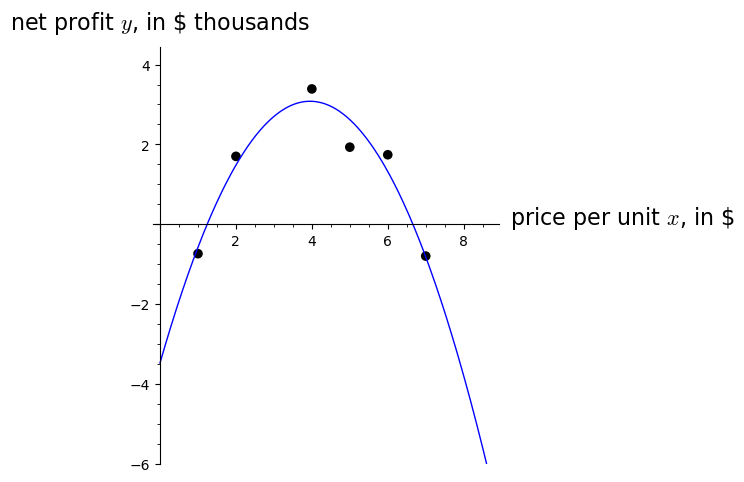 net profit y, in $ thousands
4
2
price per unit x, in $
2 4 6 8
−2
−4
−6